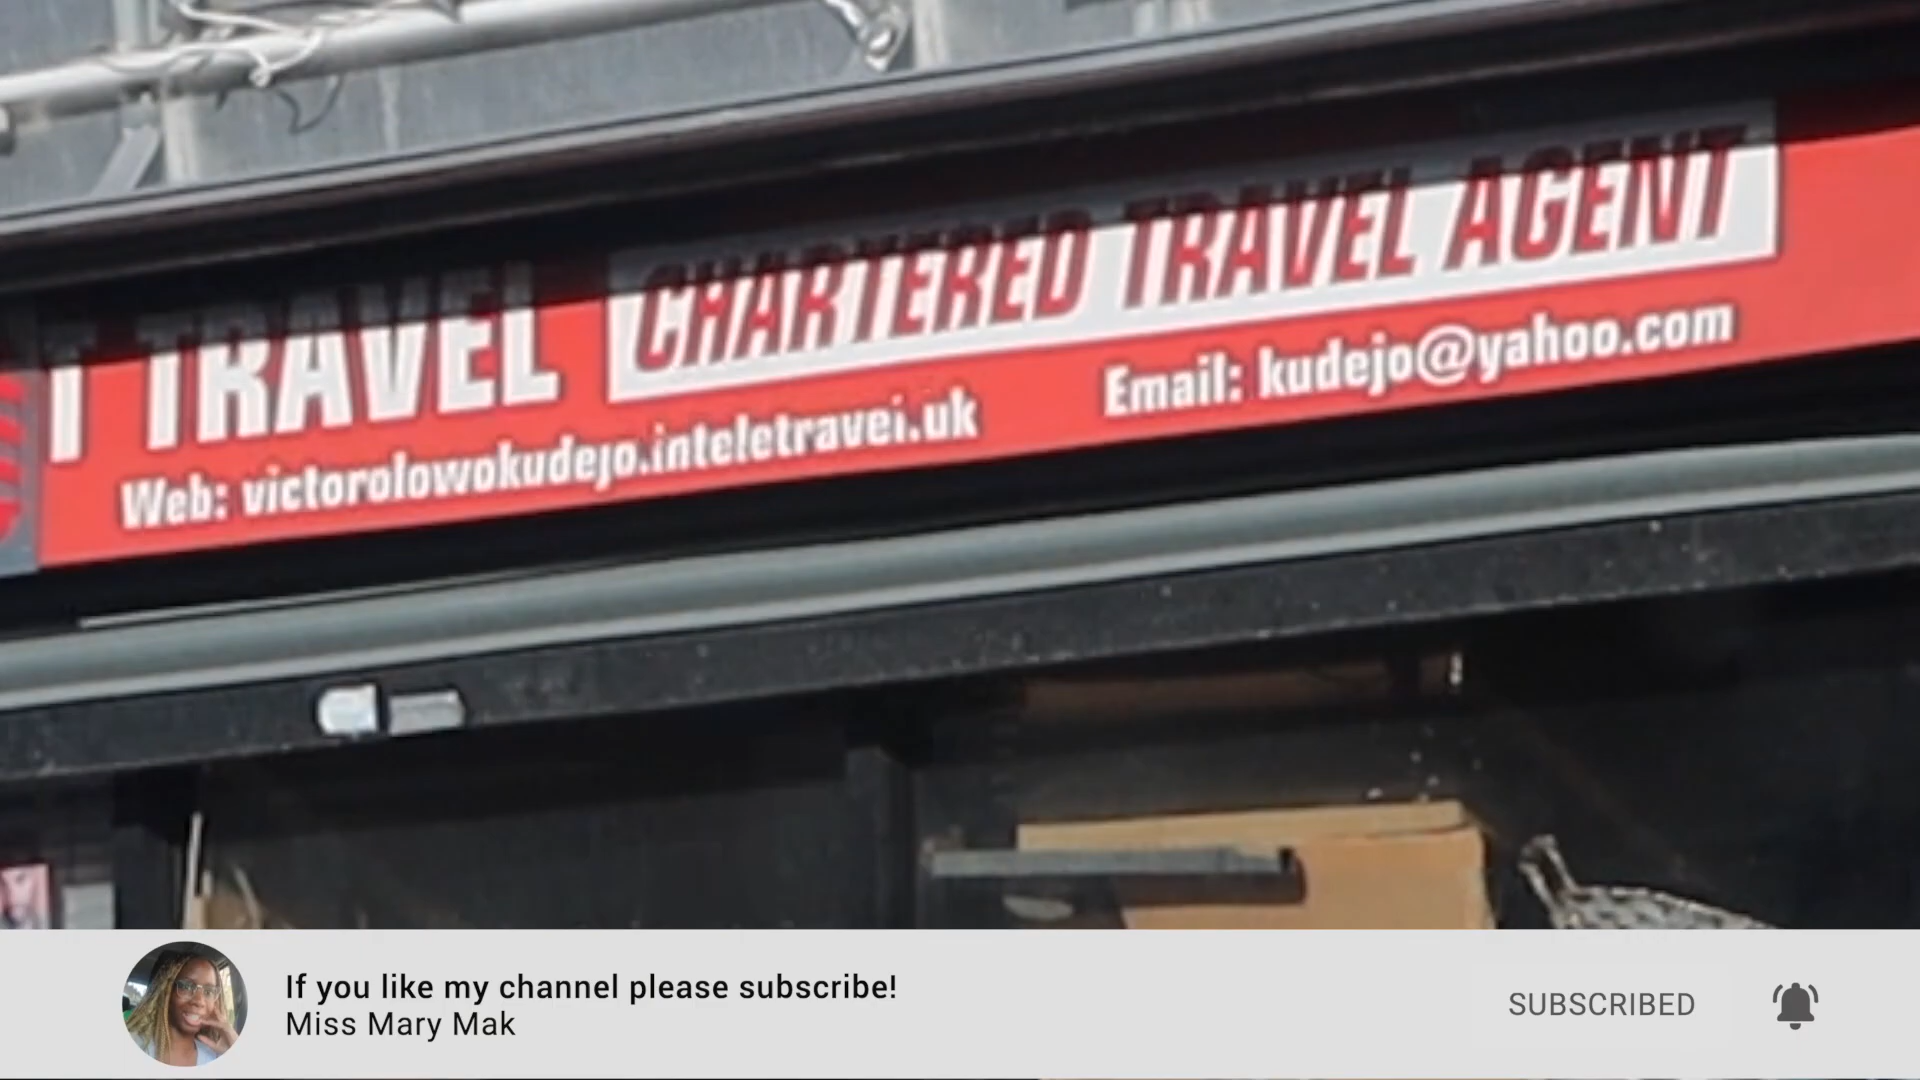 T TRAVEL CHARTERED TRAVEL AGENT
Web: victorolowokudejo.inteletravel.uk
Email: kudejo@yahoo.com
If you like my channel please subscribe!
Miss Mary Mak
SUBSCRIBED